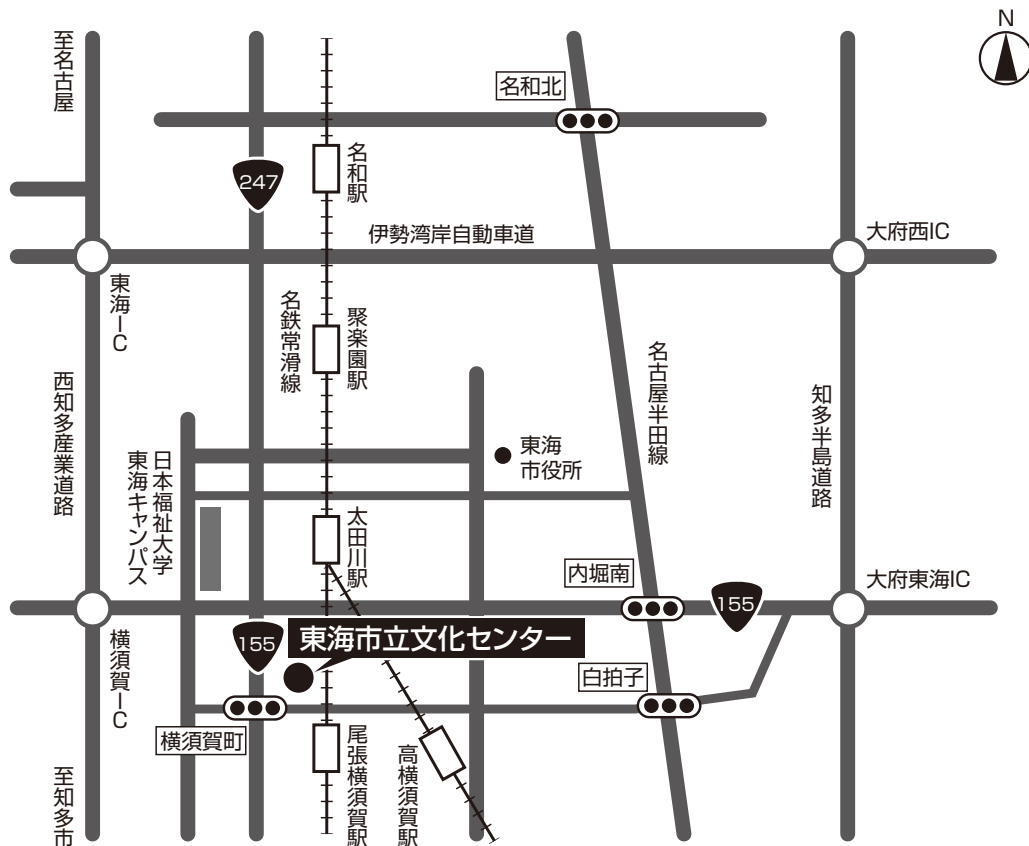 N
至名古屋
名和北
247
名和駅
伊勢湾岸自動車道
大府西IC
東海IC
名鉄常滑線
聚楽園駅
名古屋半田線
西知多産業道路
知多半島道路
東海
市役所
日本福祉大学
東海キャンパス
太田川駅
内堀南
155
大府東海IC
155
東海市立文化センター
横須賀IC
白拍子
横須賀町
尾張横須賀駅
高横須賀駅
至知多市